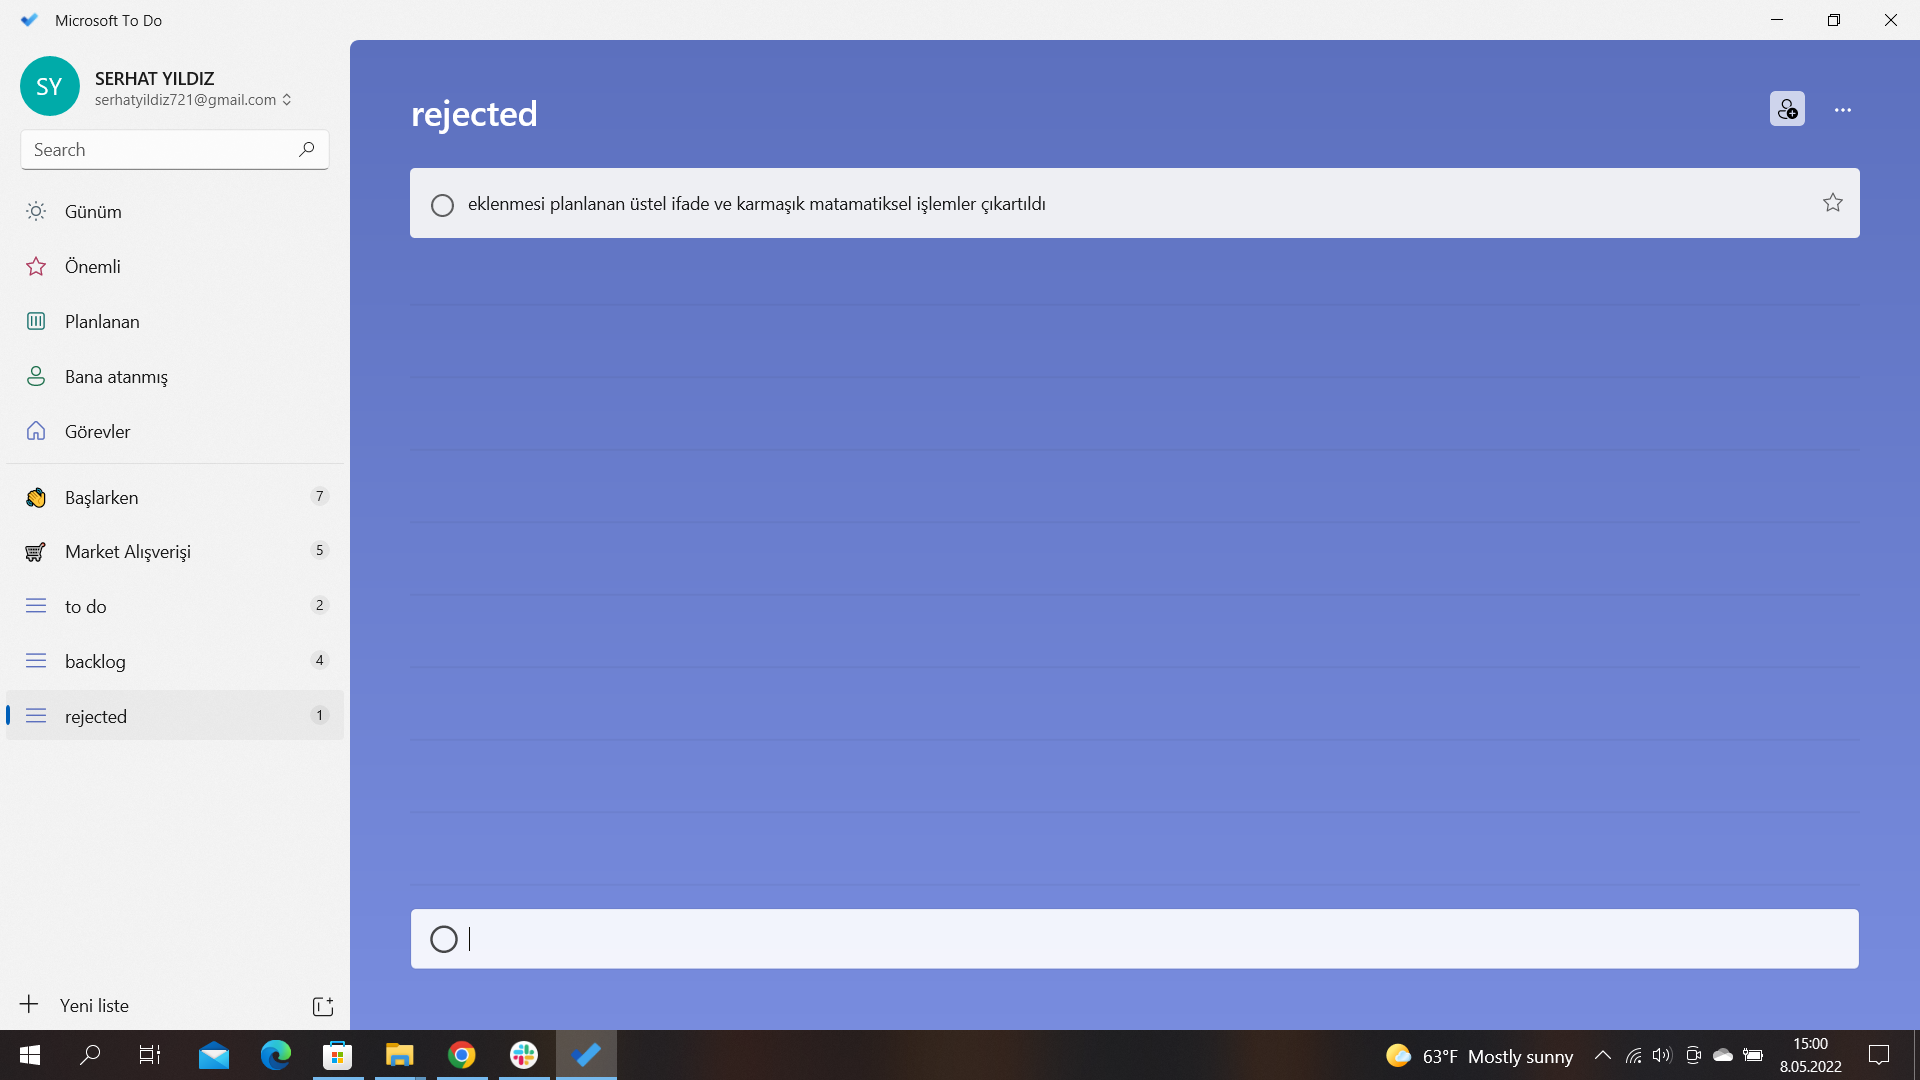 Microsoft To Do
SY
SERHAT YILDIZ
serhatyildiz721@gmail.com
Search
Günüm
Önemli
Planlanan
Bana atanmış
Görevler
Başlarken 7
Market Alışverişi 5
to do 2
backlog 4
rejected 1
Yeni liste
rejected
eklenmesi planlanan üstel ifade ve karmaşık matamatiksel işlemler çıkartıldı
63°F Mostly sunny
15:00
8.05.2022